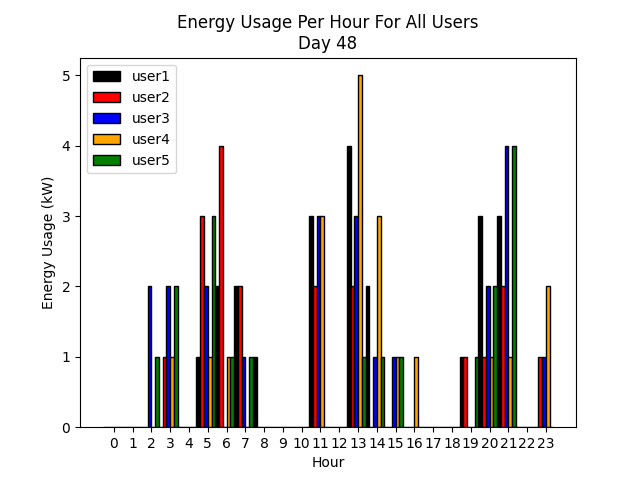 Energy Usage Per Hour For All Users
Day 48
user1
user2
user3
user4
user5
Energy Usage (kW)
5
4
3
2
1
0
0 1 2 3 4 5 6 7 8 9 10 11 12 13 14 15 16 17 18 19 20 21 22 23
Hour